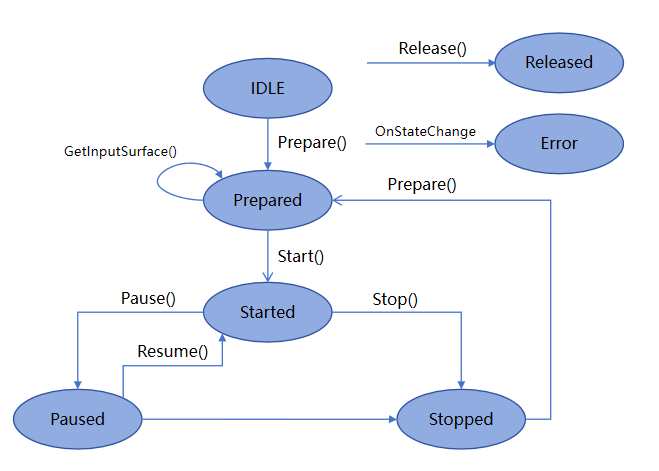 Release()
Released
IDLE
OnStateChange
Error
Prepare()
GetInputSurface()
Prepared
Prepare()
Start()
Pause()
Started
Stop()
Resume()
Paused
Stopped